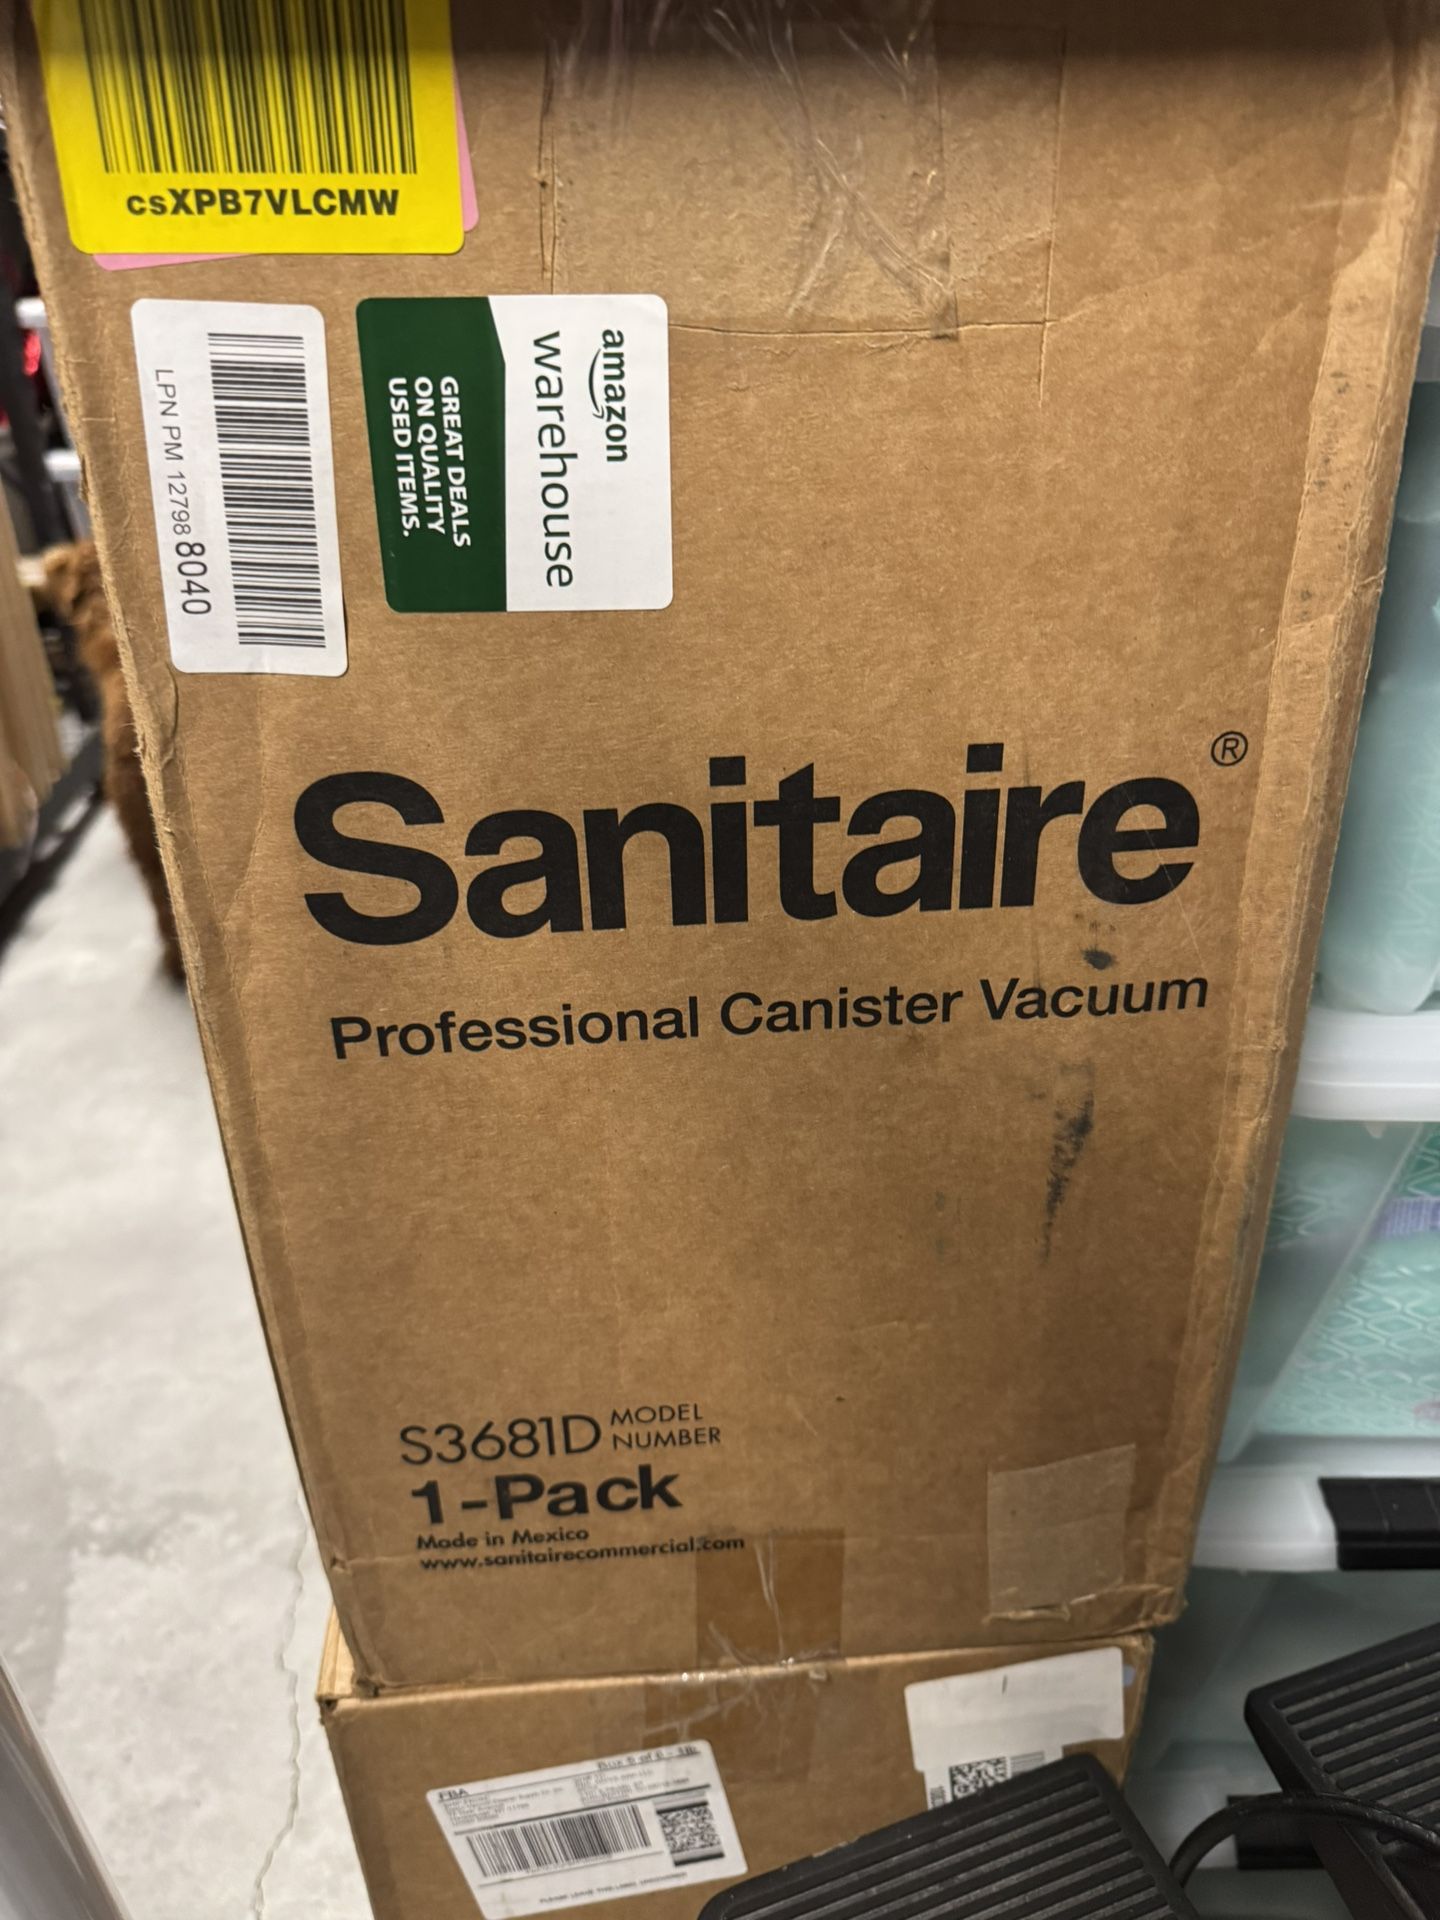 csXPB7VLCMW
LPN PM 12798 8040
amazon
warehouse
GREAT DEALS
ON QUALITY
USED ITEMS.
Sanitaire®
Professional Canister Vacuum
S3681D MODEL NUMBER
1-Pack
Made in Mexico
www.sanitairecommercial.com
FBA